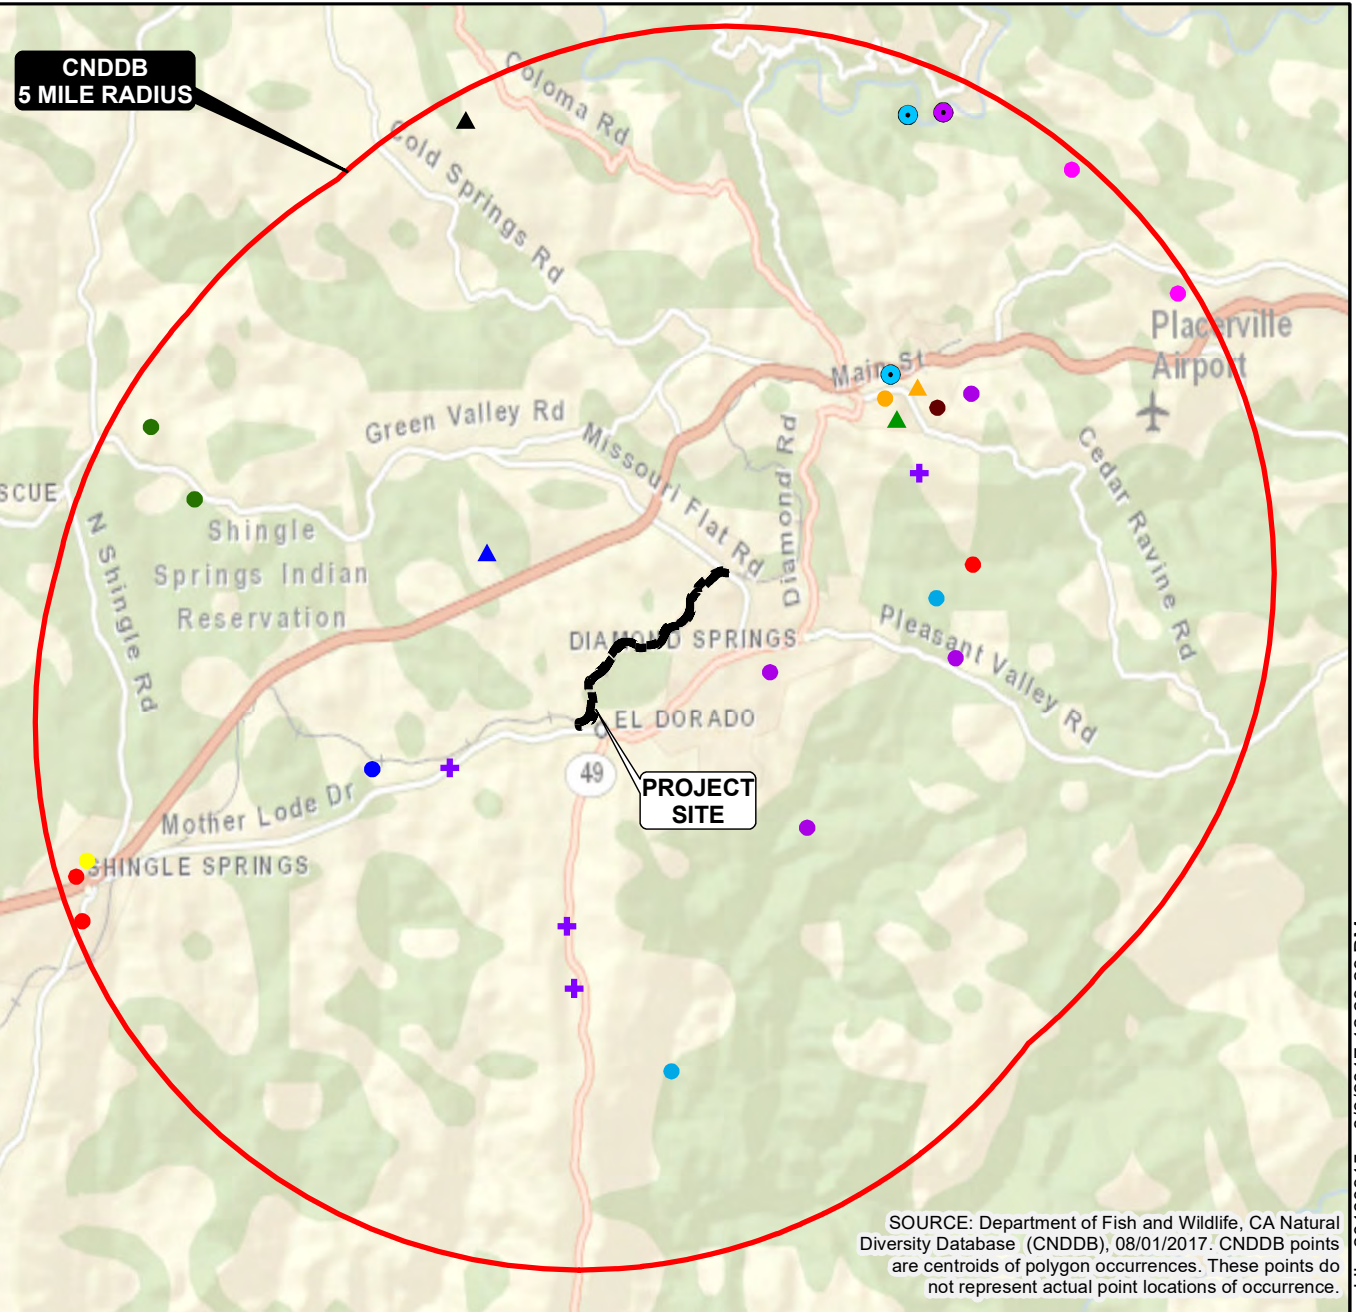 CNDDB
5 MILE RADIUS
Coloma Rd
Cold Springs Rd
Placerville
Airport
Main St
Green Valley Rd
Missouri Flat Rd
Diamond Rd
Cedar Ravine Rd
SCUE
N Shingle Rd
Shingle
Springs Indian
Reservation
DIAMOND SPRINGS
Pleasant Valley Rd
EL DORADO
49
PROJECT
SITE
Mother Lode Dr
SHINGLE SPRINGS
SOURCE: Department of Fish and Wildlife, CA Natural
Diversity Database (CNDDB), 08/01/2017. CNDDB points
are centroids of polygon occurrences. These points do
not represent actual point locations of occurrence.